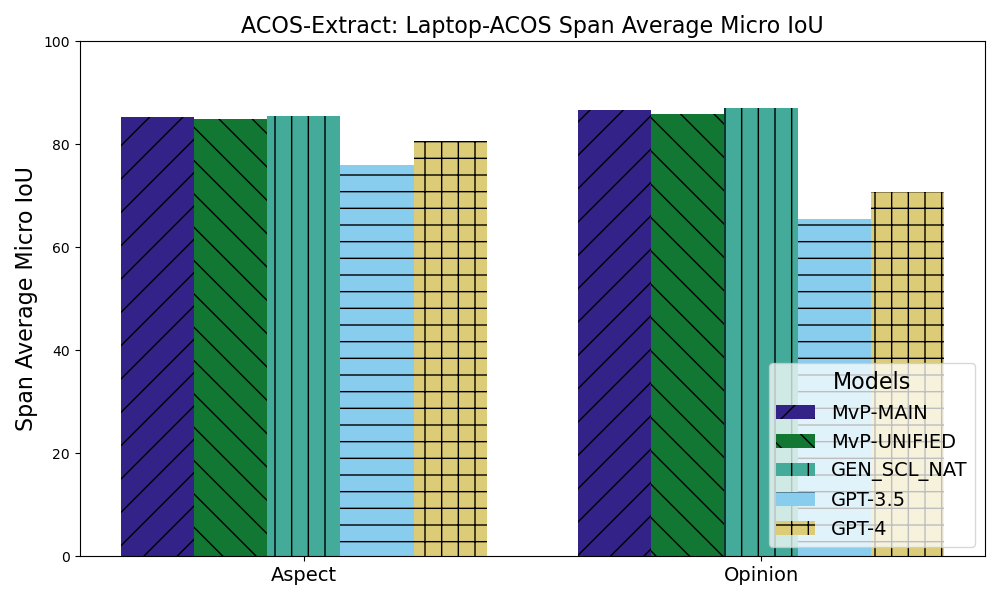 ACOS-Extract: Laptop-ACOS Span Average Micro IoU
Span Average Micro IoU
100
80
60
40
20
0
Aspect
Opinion
Models
MvP-MAIN
MvP-UNIFIED
GEN_SCL_NAT
GPT-3.5
GPT-4